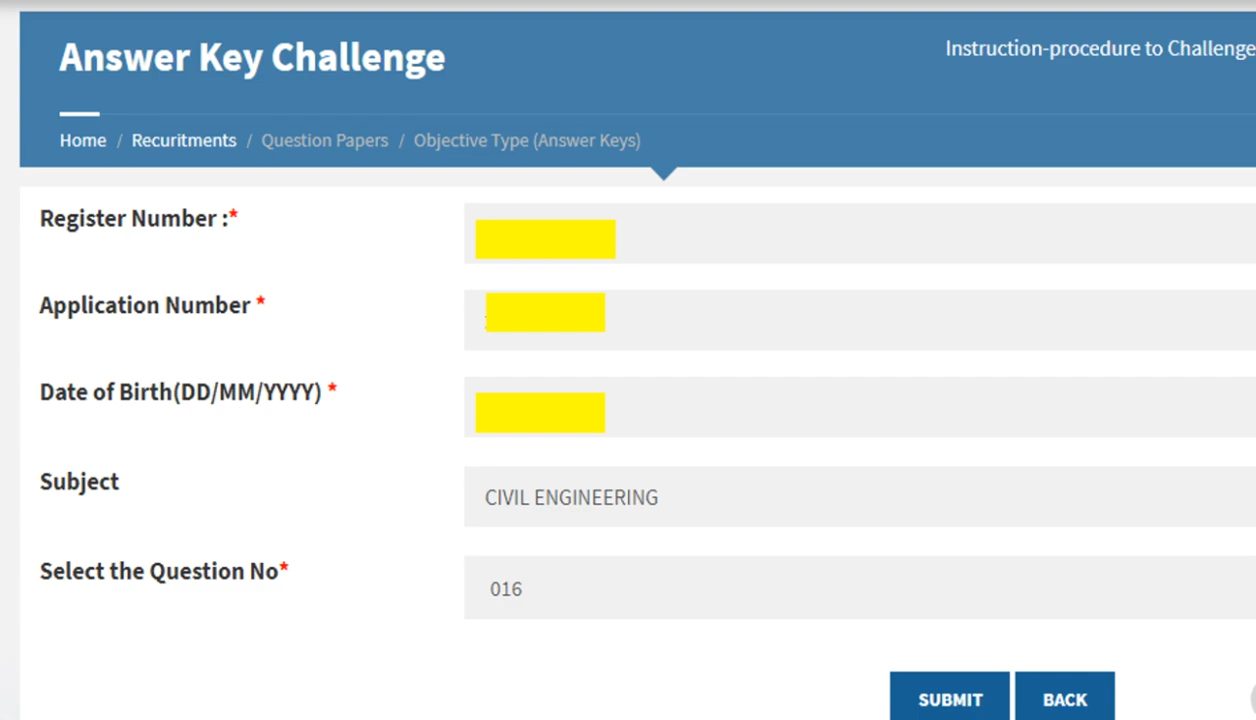 Answer Key Challenge
Instruction-procedure to Challenge
Home / Recuritments / Question Papers / Objective Type (Answer Keys)
Register Number :*
Application Number *
Date of Birth(DD/MM/YYYY) *
Subject
CIVIL ENGINEERING
Select the Question No*
016
SUBMIT
BACK